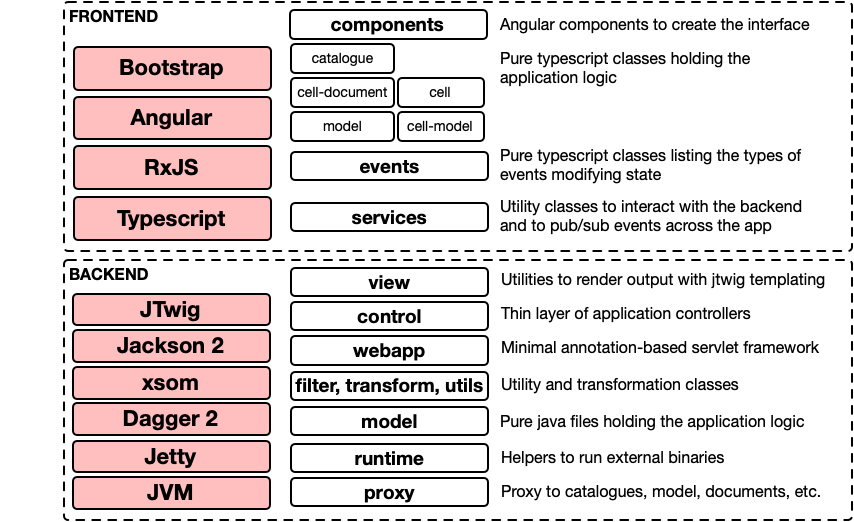 FRONTEND
components
Angular components to create the interface
Bootstrap
catalogue
Pure typescript classes holding the
application logic
cell-document
cell
Angular
model
cell-model
RxJS
events
Pure typescript classes listing the types of
events modifying state
Typescript
services
Utility classes to interact with the backend
and to pub/sub events across the app
BACKEND
view
Utilities to render output with jtwig templating
JTwig
control
Thin layer of application controllers
Jackson 2
webapp
Minimal annotation-based servlet framework
xsom
filter, transform, utils
Utility and transformation classes
Dagger 2
model
Pure java files holding the application logic
Jetty
runtime
Helpers to run external binaries
JVM
proxy
Proxy to catalogues, model, documents, etc.